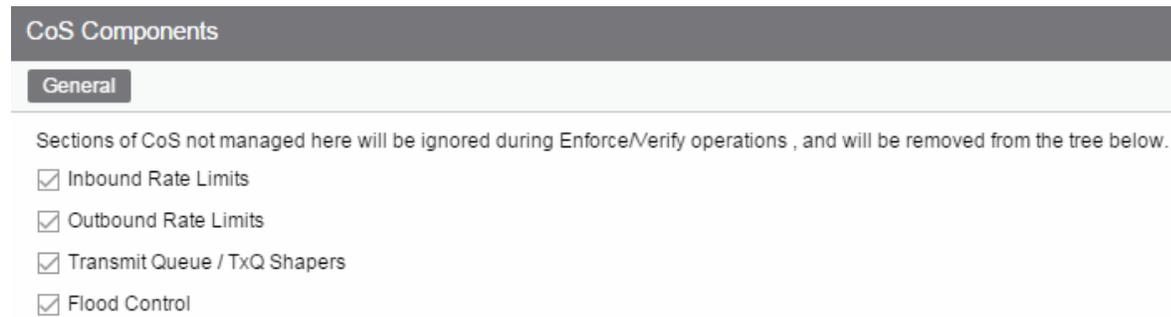 CoS Components
General
Sections of CoS not managed here will be ignored during Enforce/Verify operations , and will be removed from the tree below.
Inbound Rate Limits
Outbound Rate Limits
Transmit Queue / TxQ Shapers
Flood Control